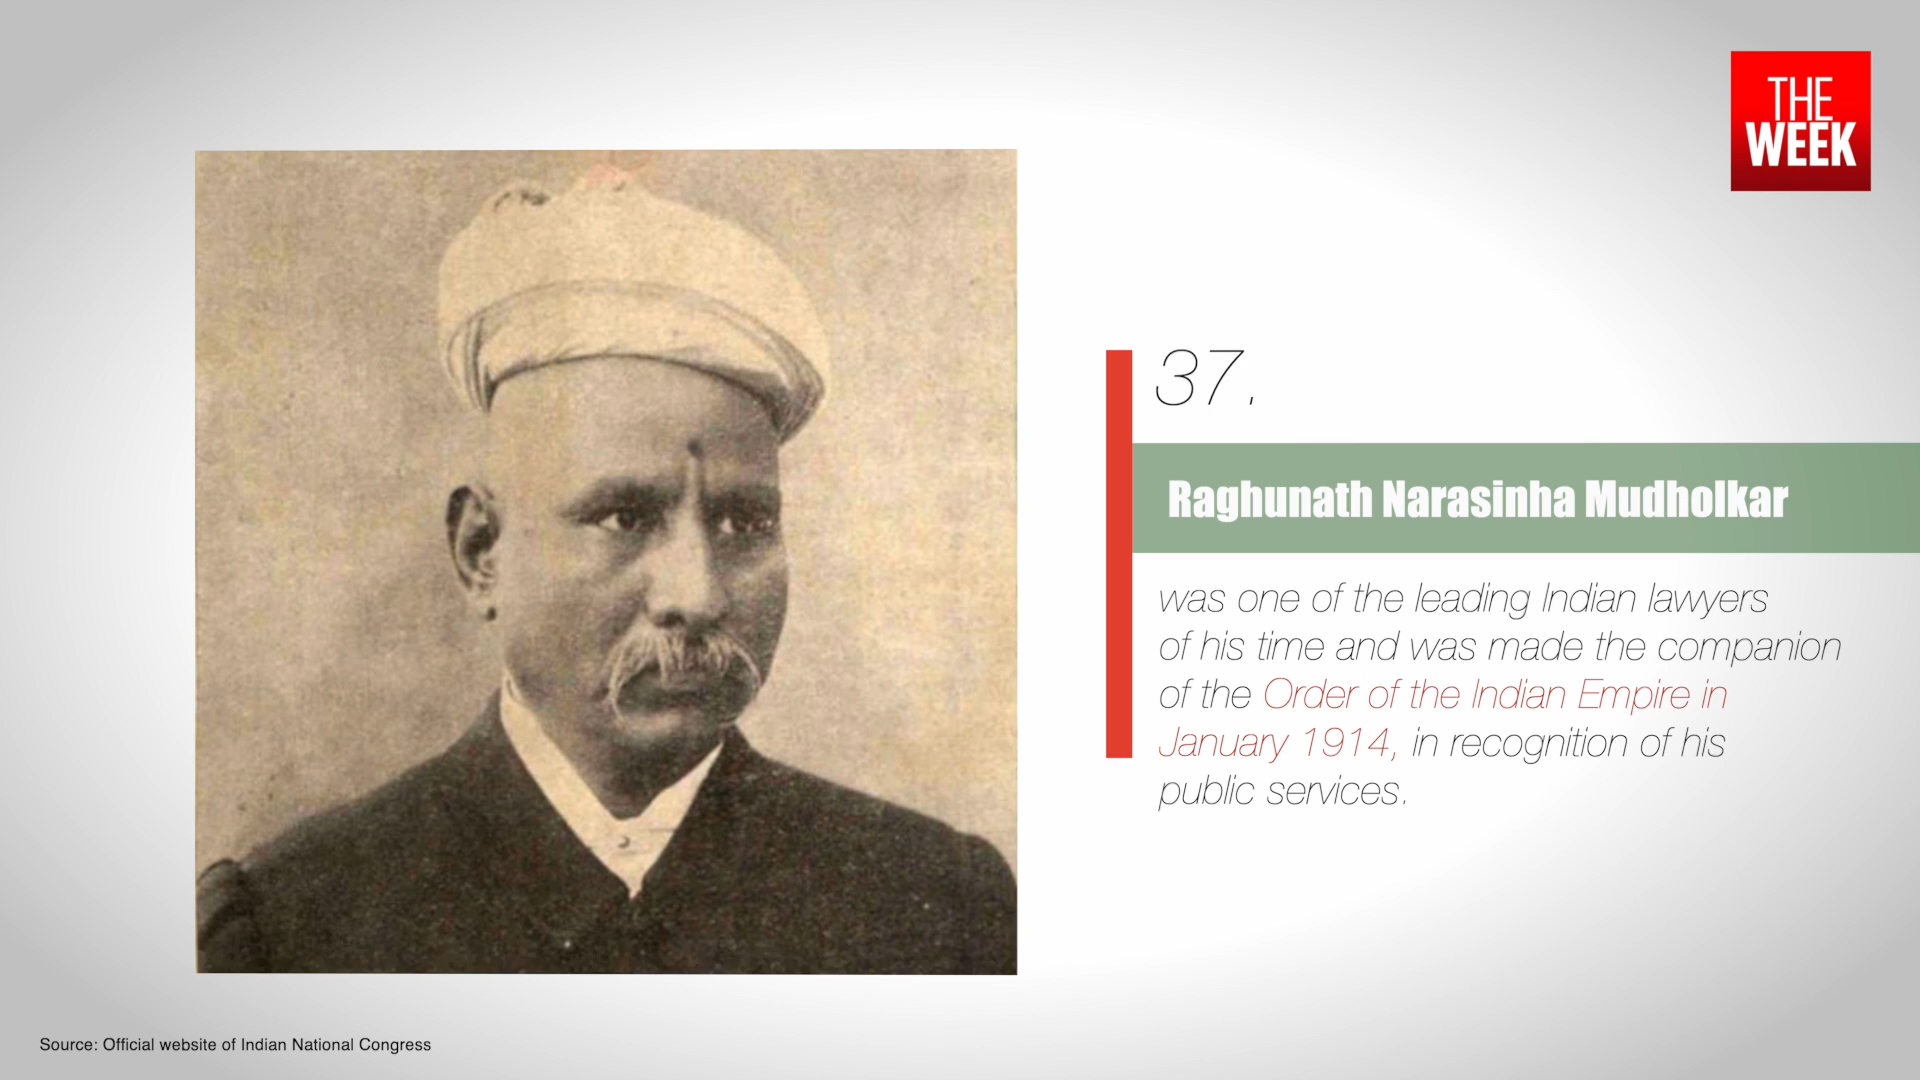 THE
WEEK
37.
Raghunath Narasinha Mudholkar
was one of the leading Indian lawyers
of his time and was made the companion
of the Order of the Indian Empire in
January 1914, in recognition of his
public services.
Source: Official website of Indian National Congress